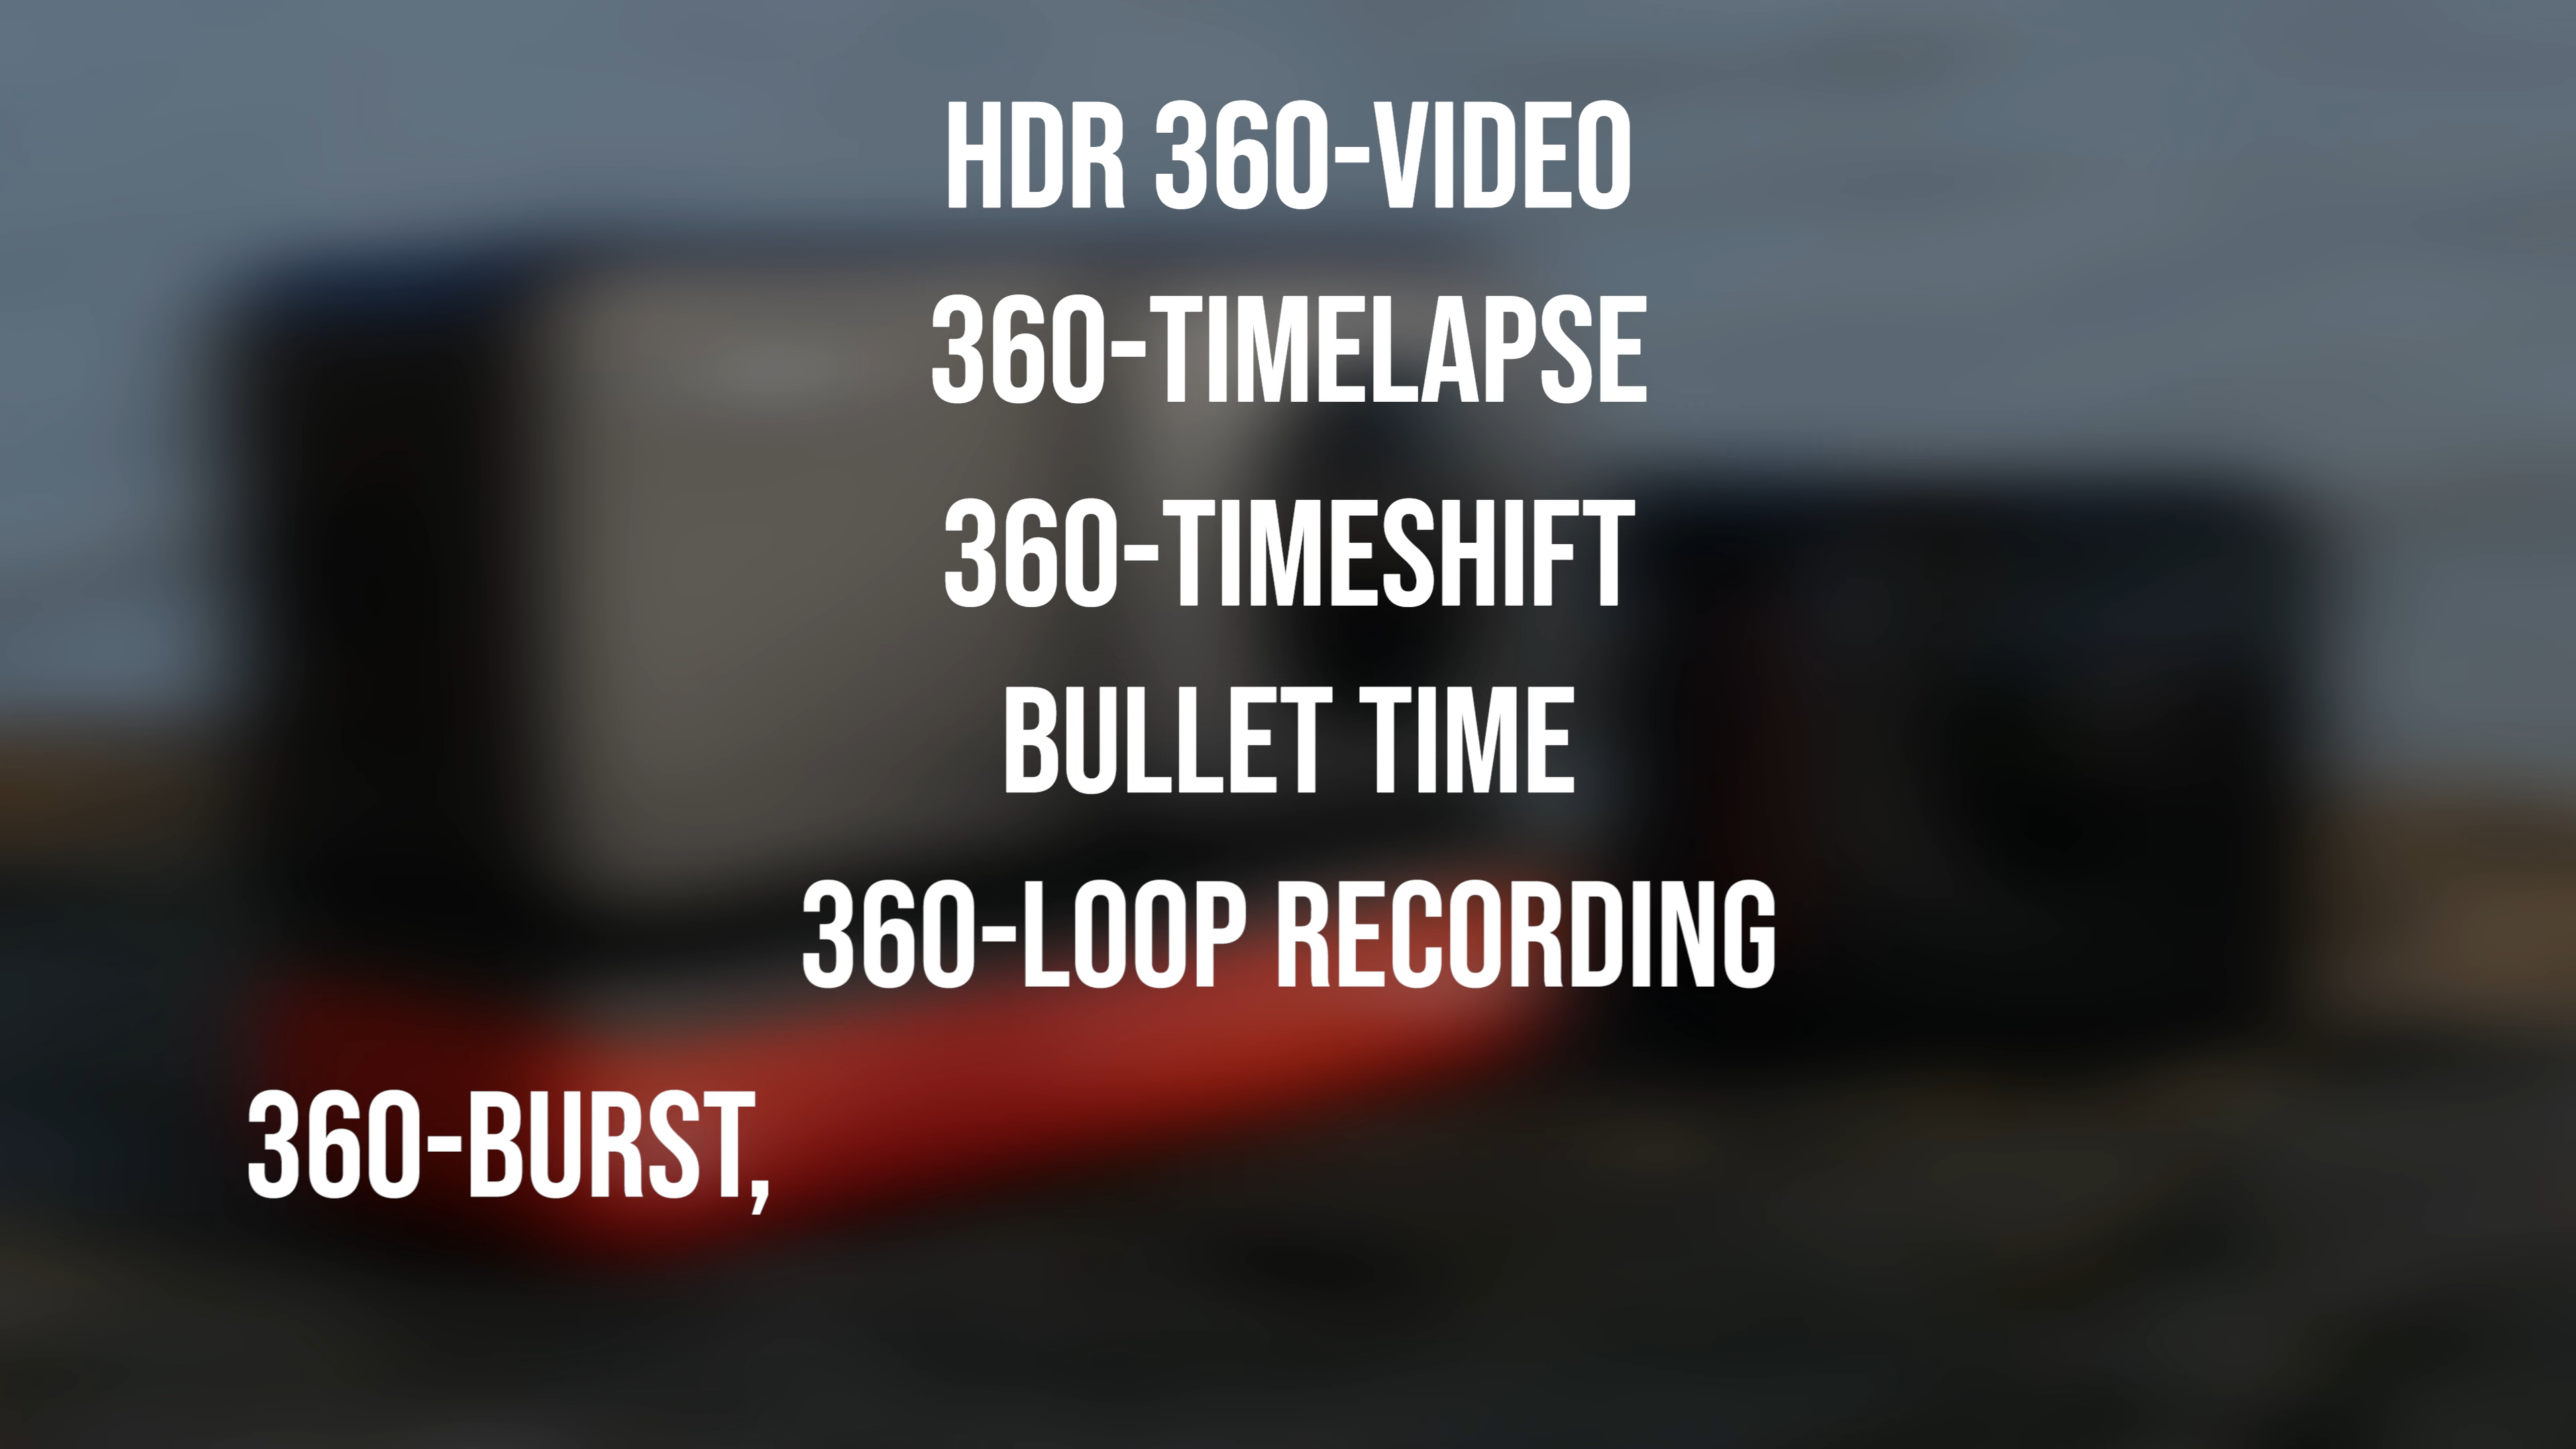 HDR 360-VIDEO
360-TIMELAPSE
360-TIMESHIFT
BULLET TIME
360-LOOP RECORDING
360-BURST,